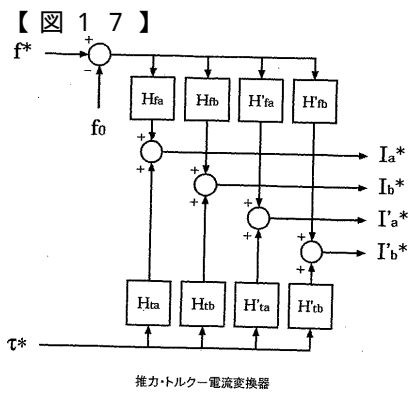 【図17】
f*
+
−
f0
Hfa Hfb H'fa H'fb
+
+
Ia*
+
+
Ib*
+
+
I'a*
+
+
I'b*
Hta Htb H'ta H'tb
τ*
推力・トルクー電流変換器